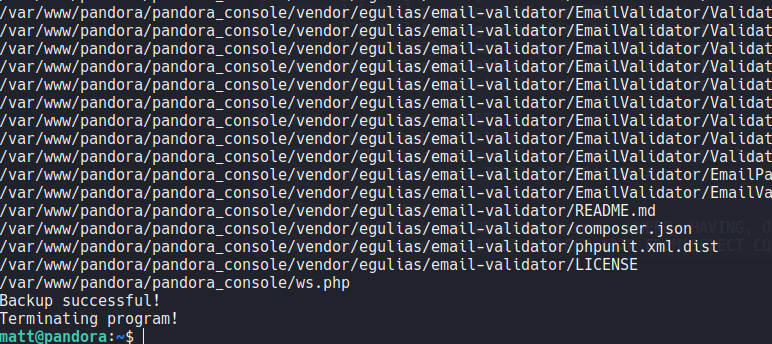 /var/www/pandora/pandora_console/vendor/egulias/email-validator/EmailValidator/Validat
/var/www/pandora/pandora_console/vendor/egulias/email-validator/EmailValidator/Validat
/var/www/pandora/pandora_console/vendor/egulias/email-validator/EmailValidator/Validat
/var/www/pandora/pandora_console/vendor/egulias/email-validator/EmailValidator/Validat
/var/www/pandora/pandora_console/vendor/egulias/email-validator/EmailValidator/Validat
/var/www/pandora/pandora_console/vendor/egulias/email-validator/EmailValidator/Validat
/var/www/pandora/pandora_console/vendor/egulias/email-validator/EmailValidator/Validat
/var/www/pandora/pandora_console/vendor/egulias/email-validator/EmailValidator/Validat
/var/www/pandora/pandora_console/vendor/egulias/email-validator/EmailValidator/Validat
/var/www/pandora/pandora_console/vendor/egulias/email-validator/EmailValidator/EmailPa
/var/www/pandora/pandora_console/vendor/egulias/email-validator/EmailValidator/EmailVa
/var/www/pandora/pandora_console/vendor/egulias/email-validator/README.md
/var/www/pandora/pandora_console/vendor/egulias/email-validator/composer.json
/var/www/pandora/pandora_console/vendor/egulias/email-validator/phpunit.xml.dist
/var/www/pandora/pandora_console/vendor/egulias/email-validator/LICENSE
/var/www/pandora/pandora_console/ws.php
Backup successful!
Terminating program!
matt@pandora:~$